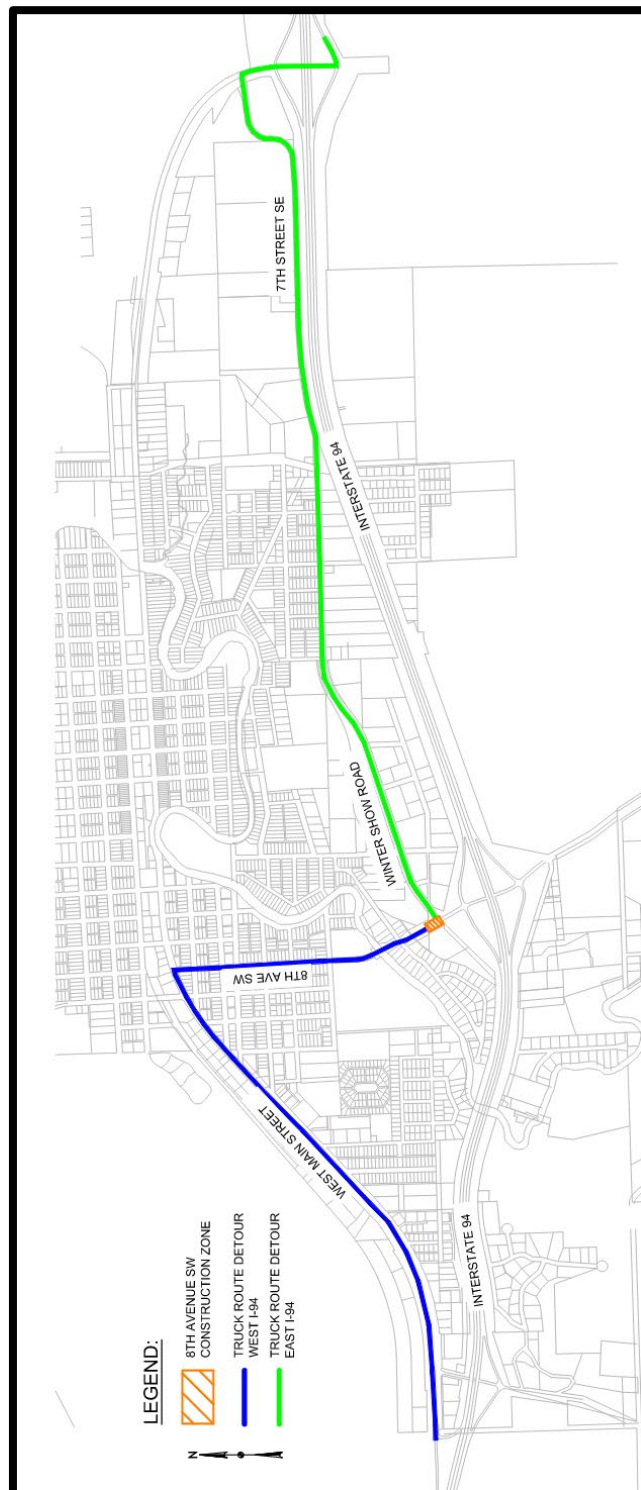 LEGEND:
8TH AVENUE SW
CONSTRUCTION ZONE
TRUCK ROUTE DETOUR
WEST I-94
TRUCK ROUTE DETOUR
EAST I-94
N
WEST MAIN STREET
8TH AVE SW
INTERSTATE 94
WINTER SHOW ROAD
INTERSTATE 94
7TH STREET SE